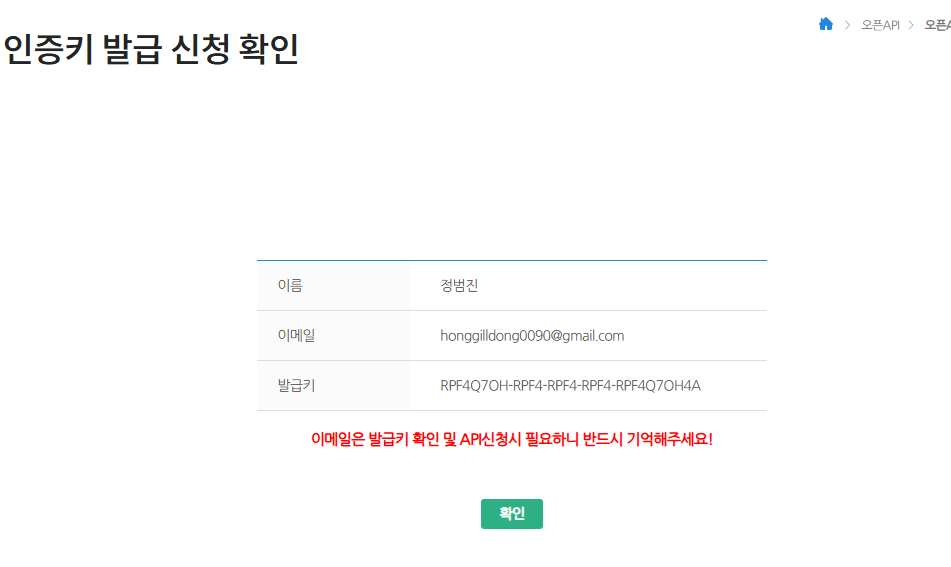 오픈API > 오픈A
인증키 발급 신청 확인
이름 정범진
이메일 honggilldong0090@gmail.com
발급키 RPF4Q7OH-RPF4-RPF4-RPF4-RPF4Q7OH4A
이메일은 발급키 확인 및 API신청시 필요하니 반드시 기억해주세요!
확인